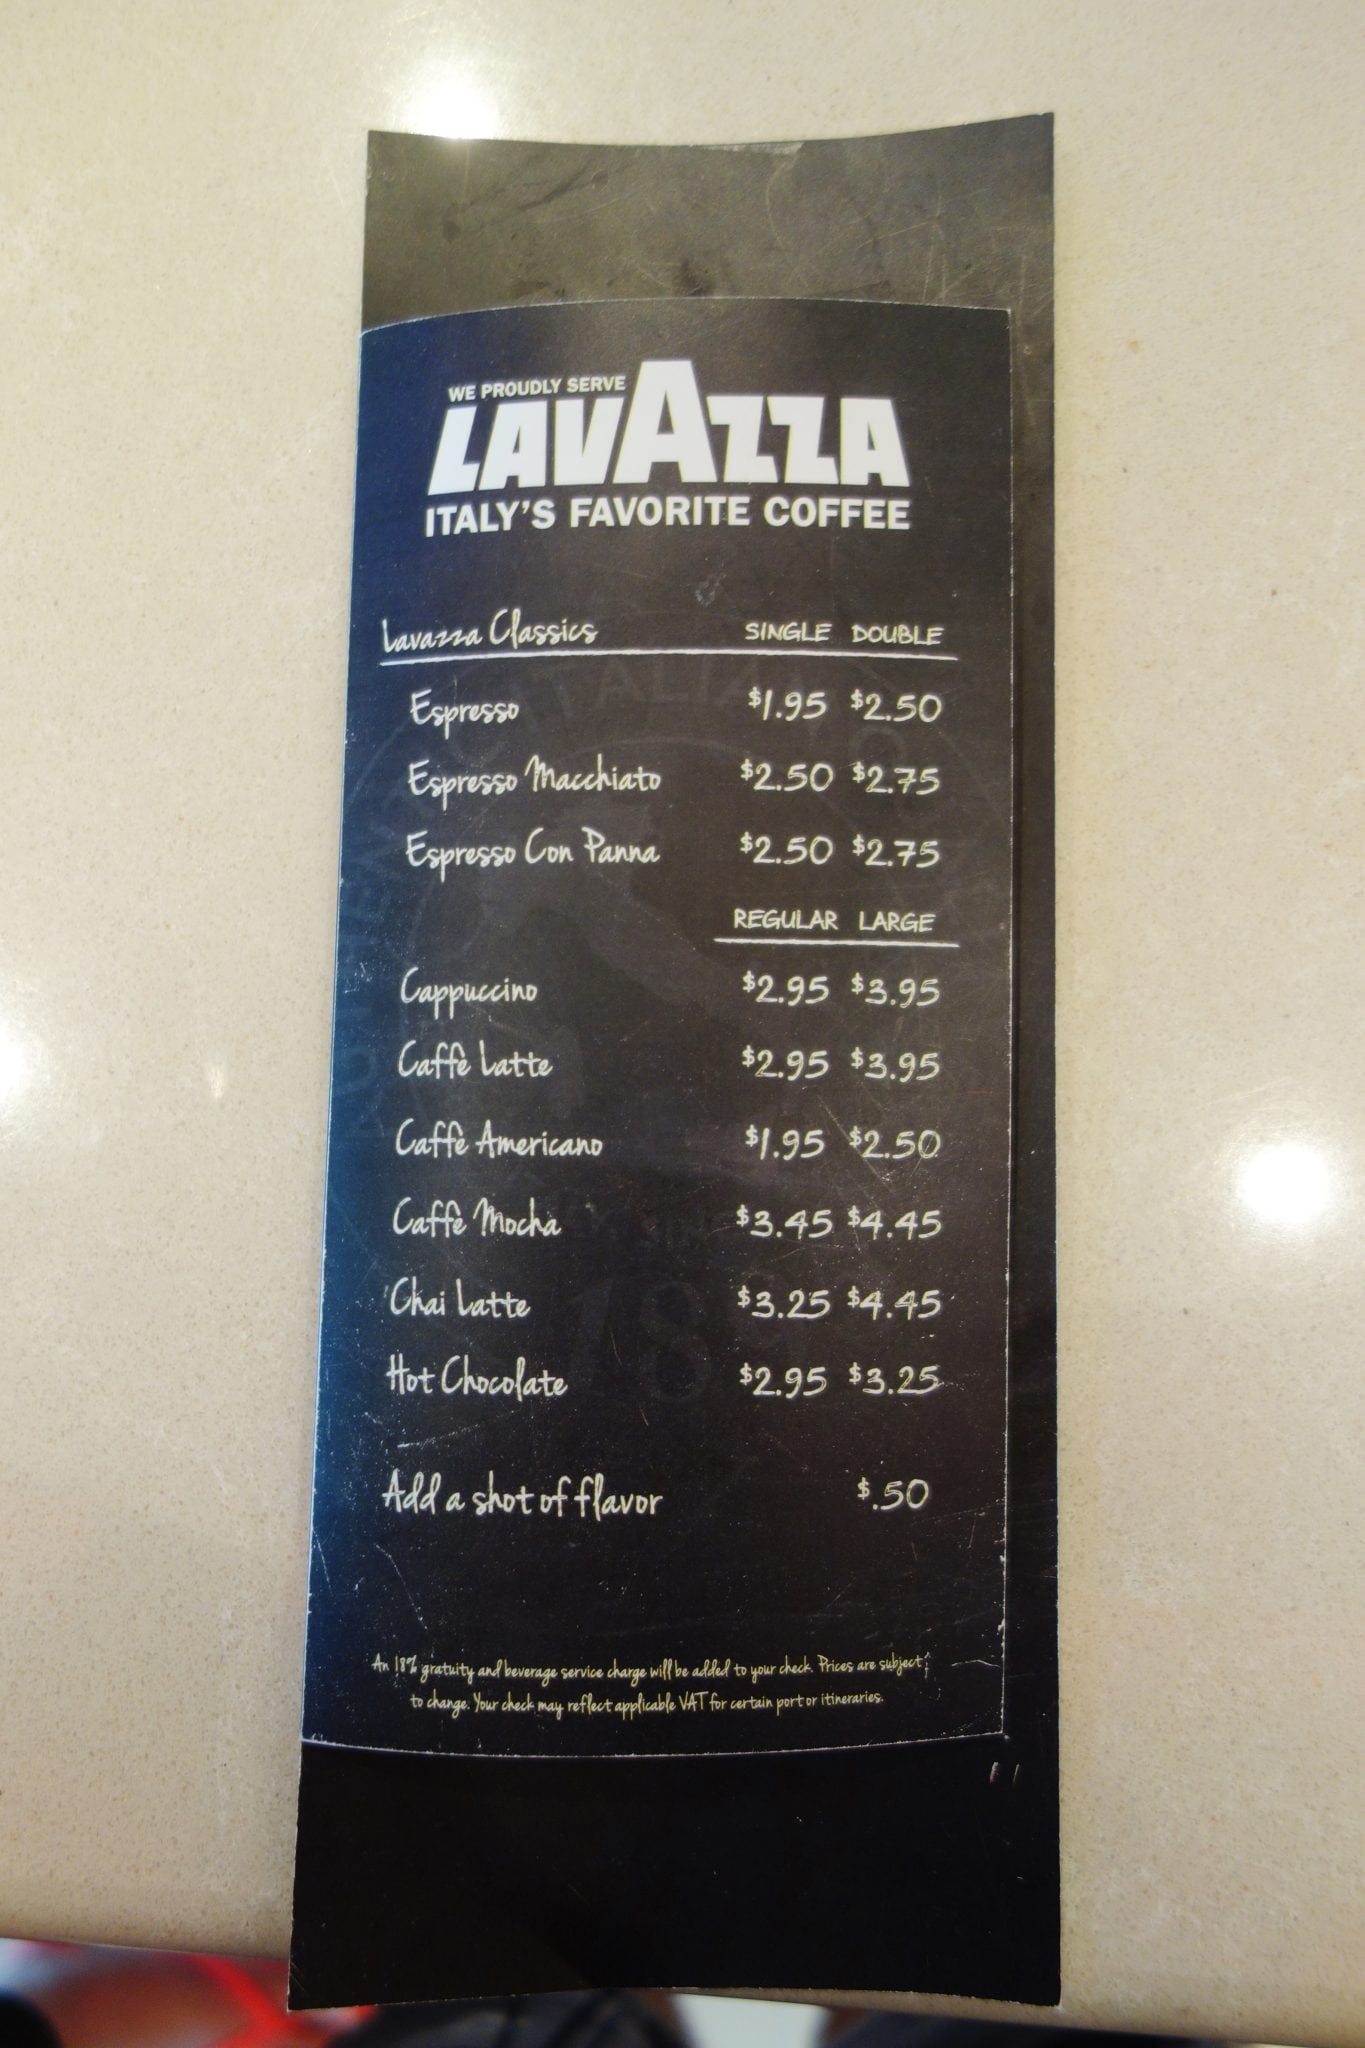 WE PROUDLY SERVE
LAVAZZA
ITALY'S FAVORITE COFFEE
Lavazza Classics SINGLE DOUBLE
Espresso $1.95 $2.50
Espresso Macchiato $2.50 $2.75
Espresso Con Panna $2.50 $2.75
REGULAR LARGE
Cappuccino $2.95 $3.95
Caffè Latte $2.95 $3.95
Caffè Americano $1.95 $2.50
Caffè Mocha $3.45 $4.45
Chai Latte $3.25 $4.45
Hot Chocolate $2.95 $3.25
Add a shot of flavor $.50
An 18% gratuity and beverage service charge will be added to your check. Prices are subject
to change. Your check may reflect applicable VAT for certain port or itineraries.